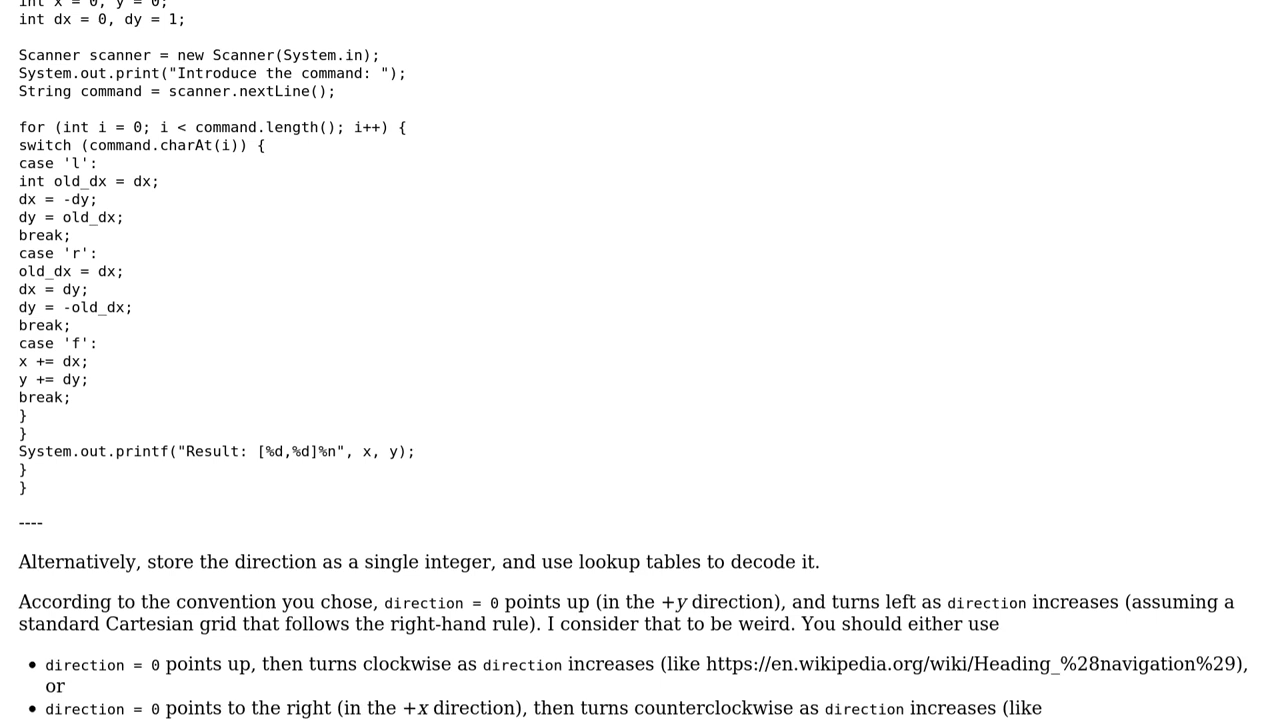 int x = 0, y = 0;
int dx = 0, dy = 1;
Scanner scanner = new Scanner(System.in);
System.out.print("Introduce the command: ");
String command = scanner.nextLine();
for (int i = 0; i < command.length(); i++) {
switch (command.charAt(i)) {
case 'l':
int old_dx = dx;
dx = -dy;
dy = old_dx;
break;
case 'r':
old_dx = dx;
dx = dy;
dy = -old_dx;
break;
case 'f':
x += dx;
y += dy;
break;
}
}
System.out.printf("Result: [%d,%d]%n", x, y);
}
}
----
Alternatively, store the direction as a single integer, and use lookup tables to decode it.
According to the convention you chose, direction = 0 points up (in the +y direction), and turns left as direction increases (assuming a
standard Cartesian grid that follows the right-hand rule). I consider that to be weird. You should either use
• direction = 0 points up, then turns clockwise as direction increases (like https://en.wikipedia.org/wiki/Heading_%28navigation%29),
or
• direction = 0 points to the right (in the +x direction), then turns counterclockwise as direction increases (like